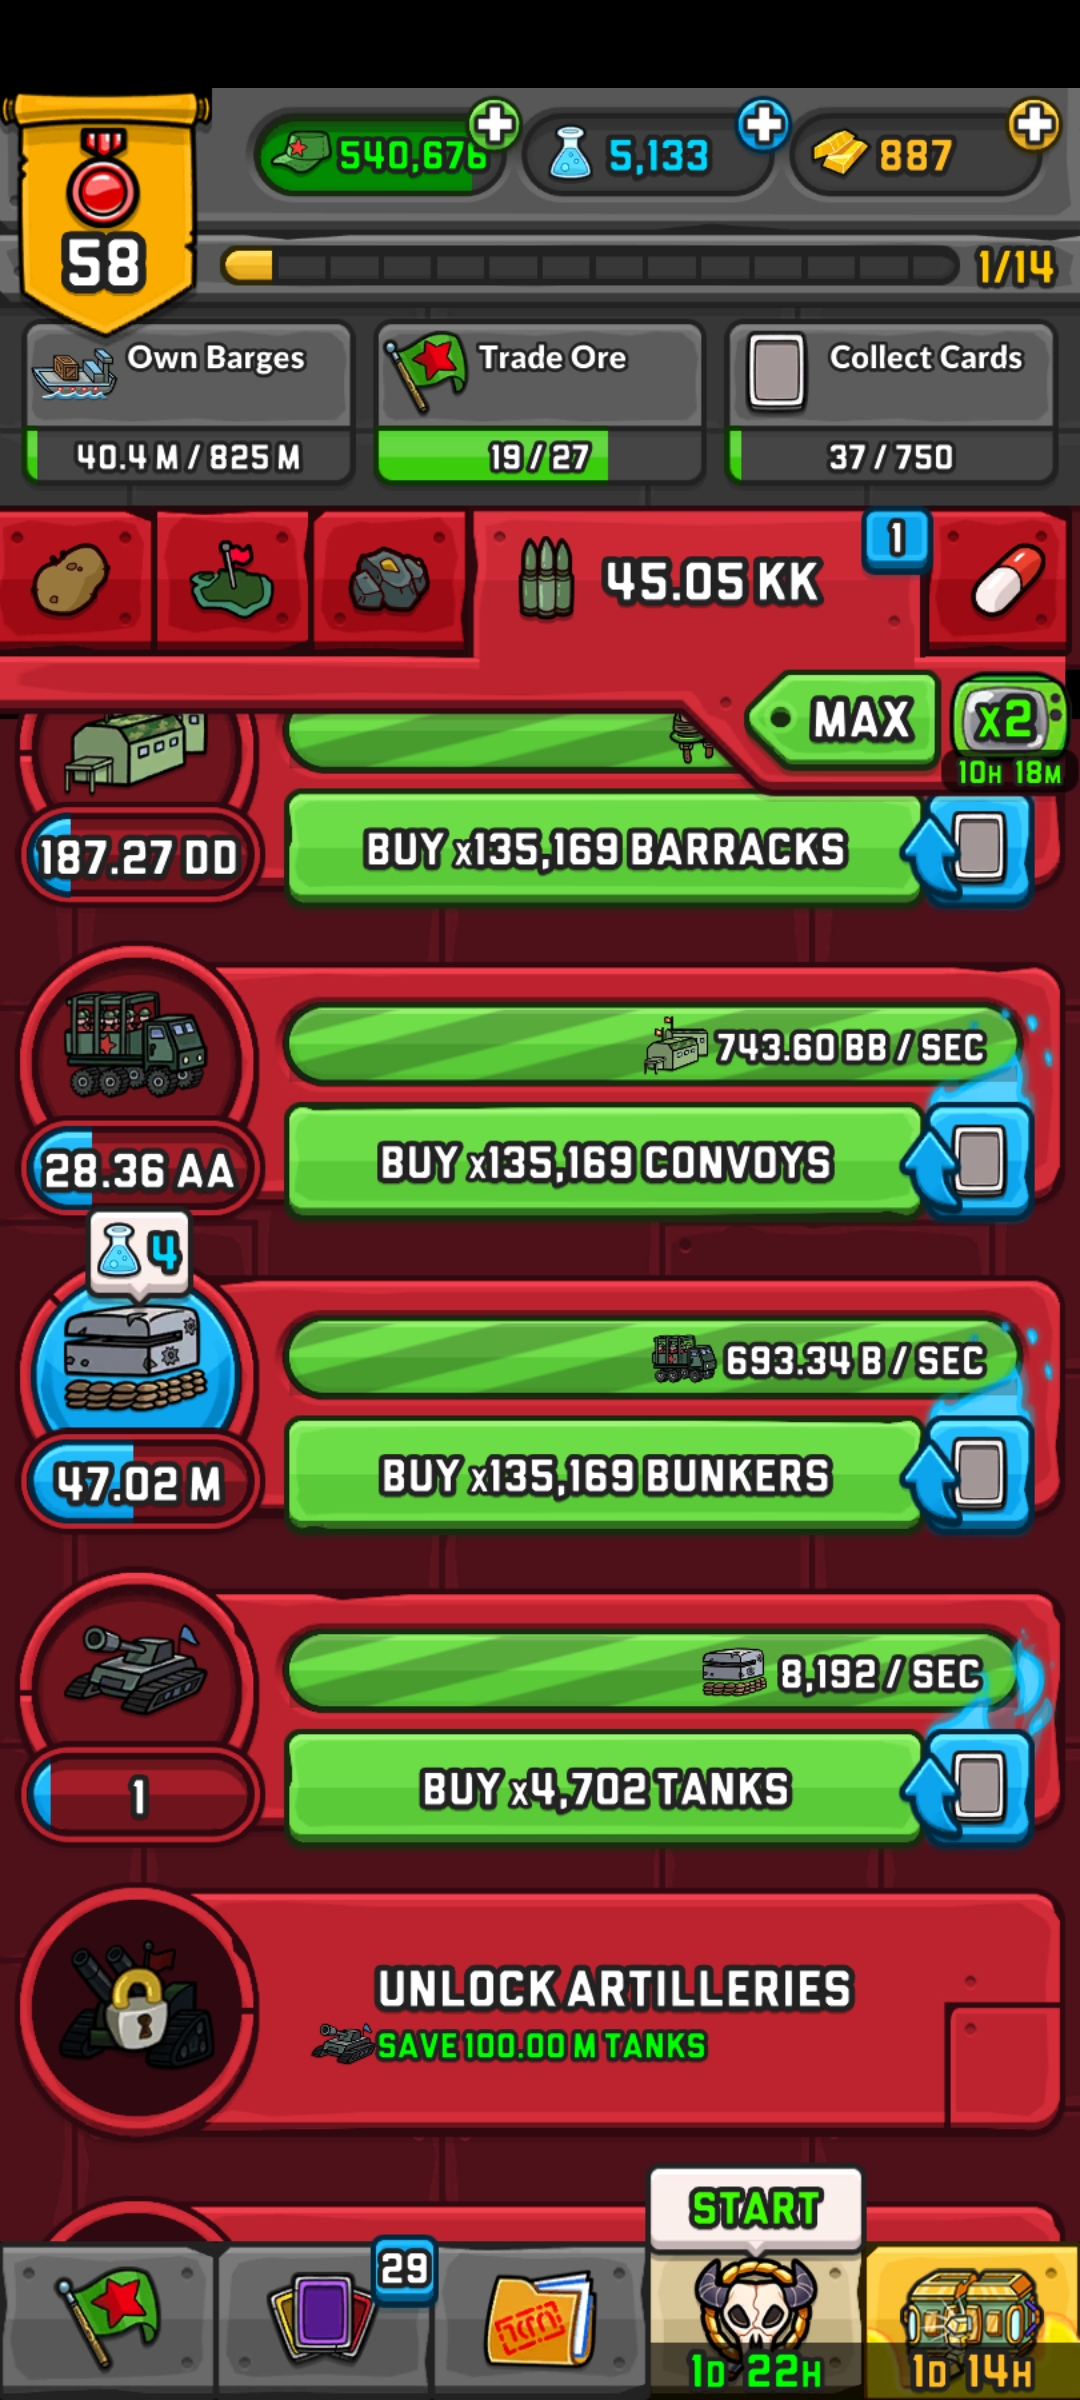 540,676
5,133
887
58
1/14
Own Barges
Trade Ore
Collect Cards
40.4 M / 825 M
19 / 27
37 / 750
45.05 KK
1
MAX
x2
10H 18M
187.27 DD
BUY x135,169 BARRACKS
743.60 BB / SEC
28.36 AA
BUY x135,169 CONVOYS
4
693.34 B / SEC
47.02 M
BUY x135,169 BUNKERS
8,192 / SEC
1
BUY x4,702 TANKS
UNLOCK ARTILLERIES
SAVE 100.00 M TANKS
START
29
1D 22H
1D 14H